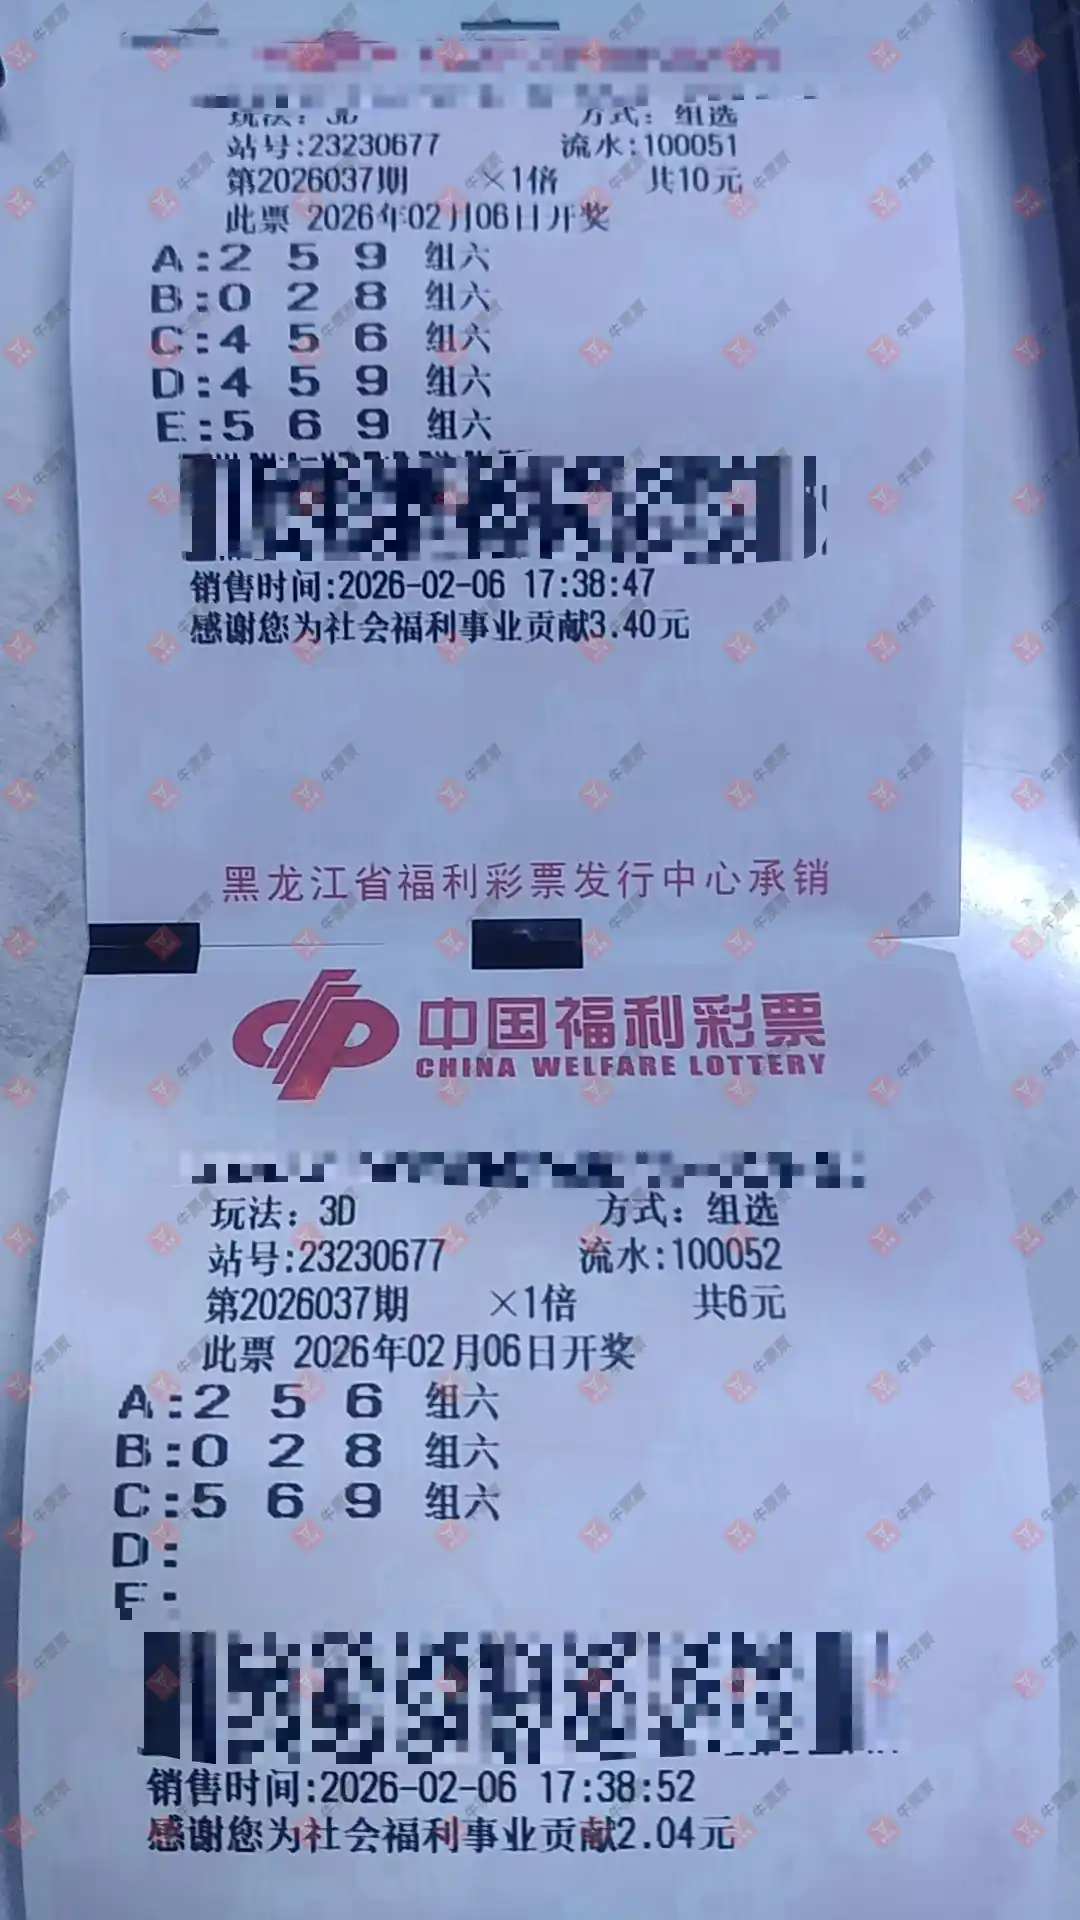 玩法：3D 方式：组选
站号:23230677 流水:100051
第2026037期 ×1倍 共10元
此票 2026年02月06日开奖
A:2 5 9 组六
B:0 2 8 组六
C:4 5 6 组六
D:4 5 9 组六
E:5 6 9 组六
销售时间:2026-02-06 17:38:47
感谢您为社会福利事业贡献3.40元
黑龙江省福利彩票发行中心承销
中国福利彩票
CHINA WELFARE LOTTERY
玩法：3D 方式：组选
站号:23230677 流水:100052
第2026037期 ×1倍 共6元
此票 2026年02月06日开奖
A:2 5 6 组六
B:0 2 8 组六
C:5 6 9 组六
D:
E:
销售时间:2026-02-06 17:38:52
感谢您为社会福利事业贡献2.04元
牛票票